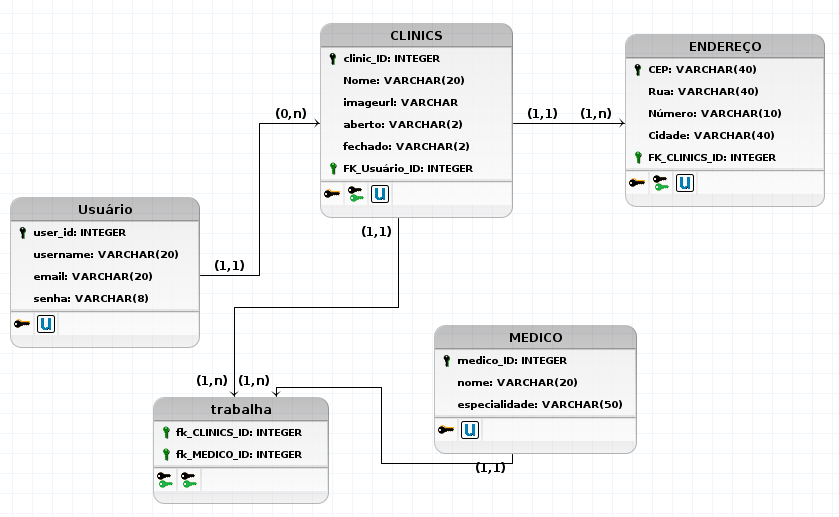 CLINICS
clinic_ID: INTEGER
Nome: VARCHAR(20)
imageurl: VARCHAR
aberto: VARCHAR(2)
fechado: VARCHAR(2)
FK_Usuário_ID: INTEGER
U
ENDEREÇO
CEP: VARCHAR(40)
Rua: VARCHAR(40)
Número: VARCHAR(10)
Cidade: VARCHAR(40)
FK_CLINICS_ID: INTEGER
U
(0,n)
(1,1)
(1,n)
Usuário
user_id: INTEGER
username: VARCHAR(20)
email: VARCHAR(20)
senha: VARCHAR(8)
U
(1,1)
(1,1)
MEDICO
medico_ID: INTEGER
nome: VARCHAR(20)
especialidade: VARCHAR(50)
U
(1,1)
(1,n)
(1,n)
trabalha
fk_CLINICS_ID: INTEGER
fk_MEDICO_ID: INTEGER